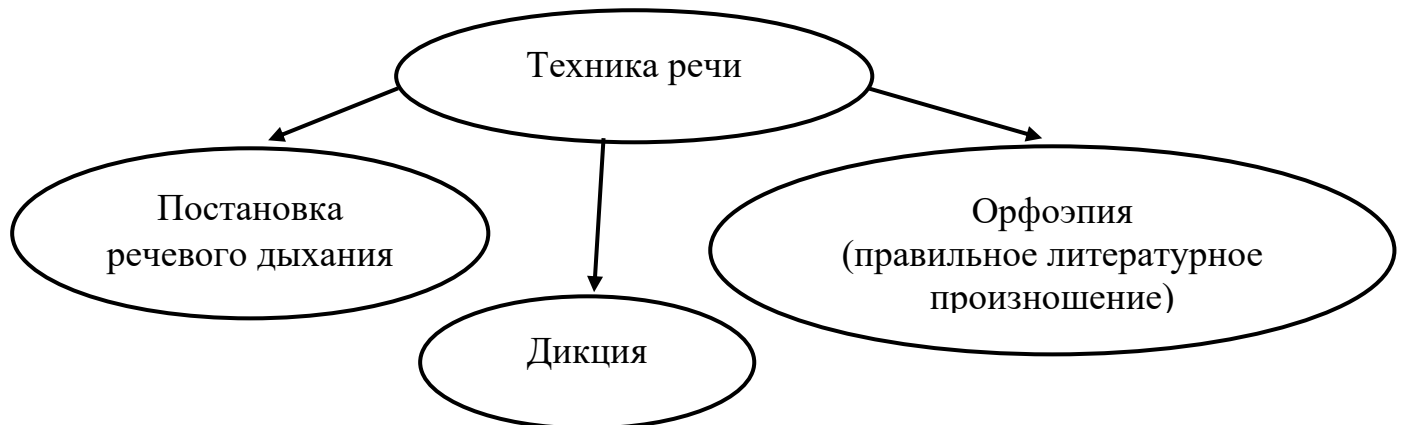 Техника речи
Постановка
речевого дыхания
Орфоэпия
(правильное литературное
произношение)
Дикция